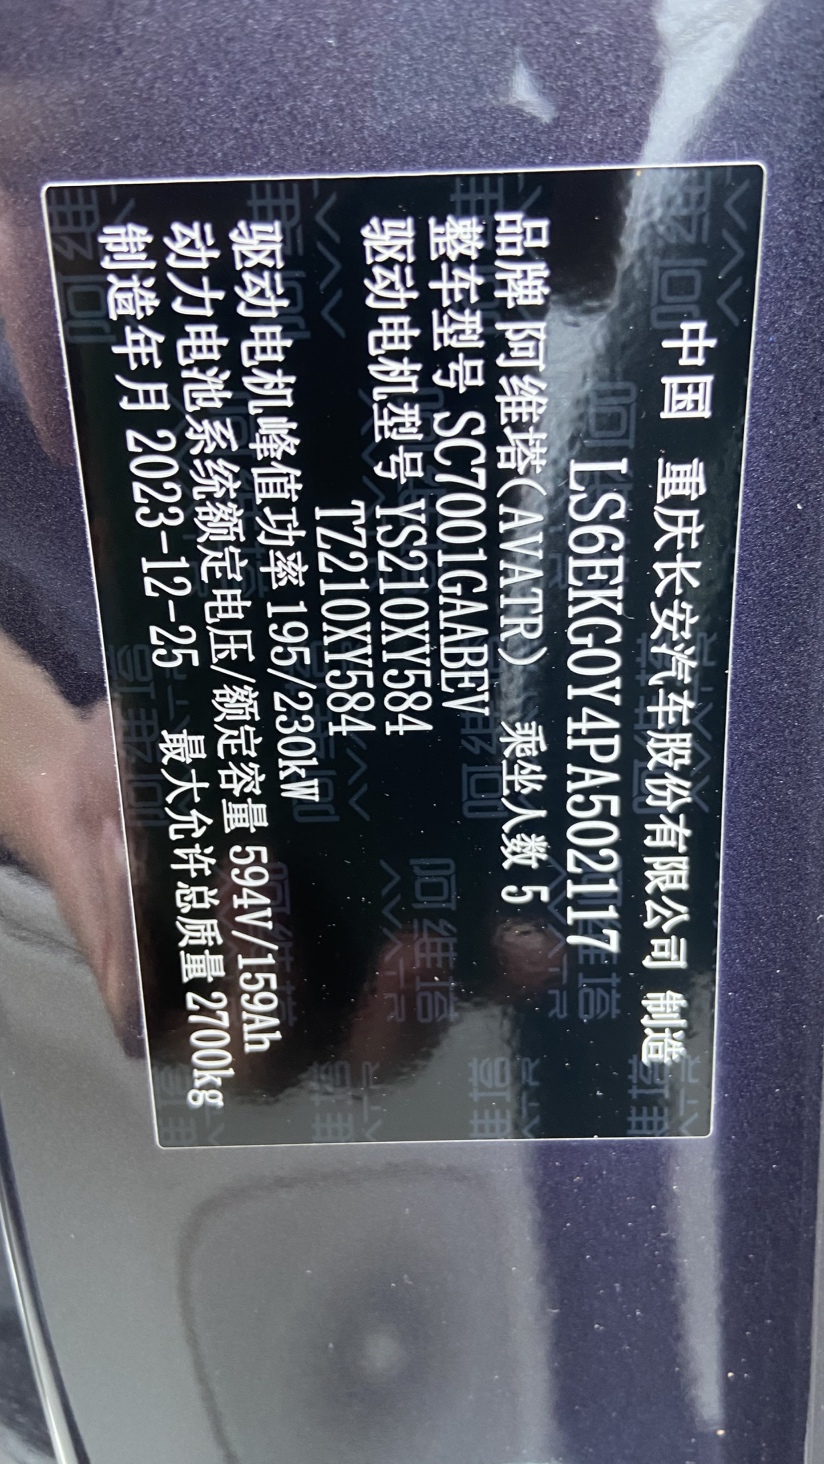 中国 重庆长安汽车股份有限公司 制造
LS6EKG0Y4PA502117
品牌 阿维塔(AVATR) 乘坐人数 5
整车型号 SC7001GAABEV
驱动电机型号 YS210XY584
TZ210XY584
驱动电机峰值功率 195/230kW
动力电池系统额定电压/额定容量 594V/159Ah
制造年月 2023-12-25 最大允许总质量 2700kg